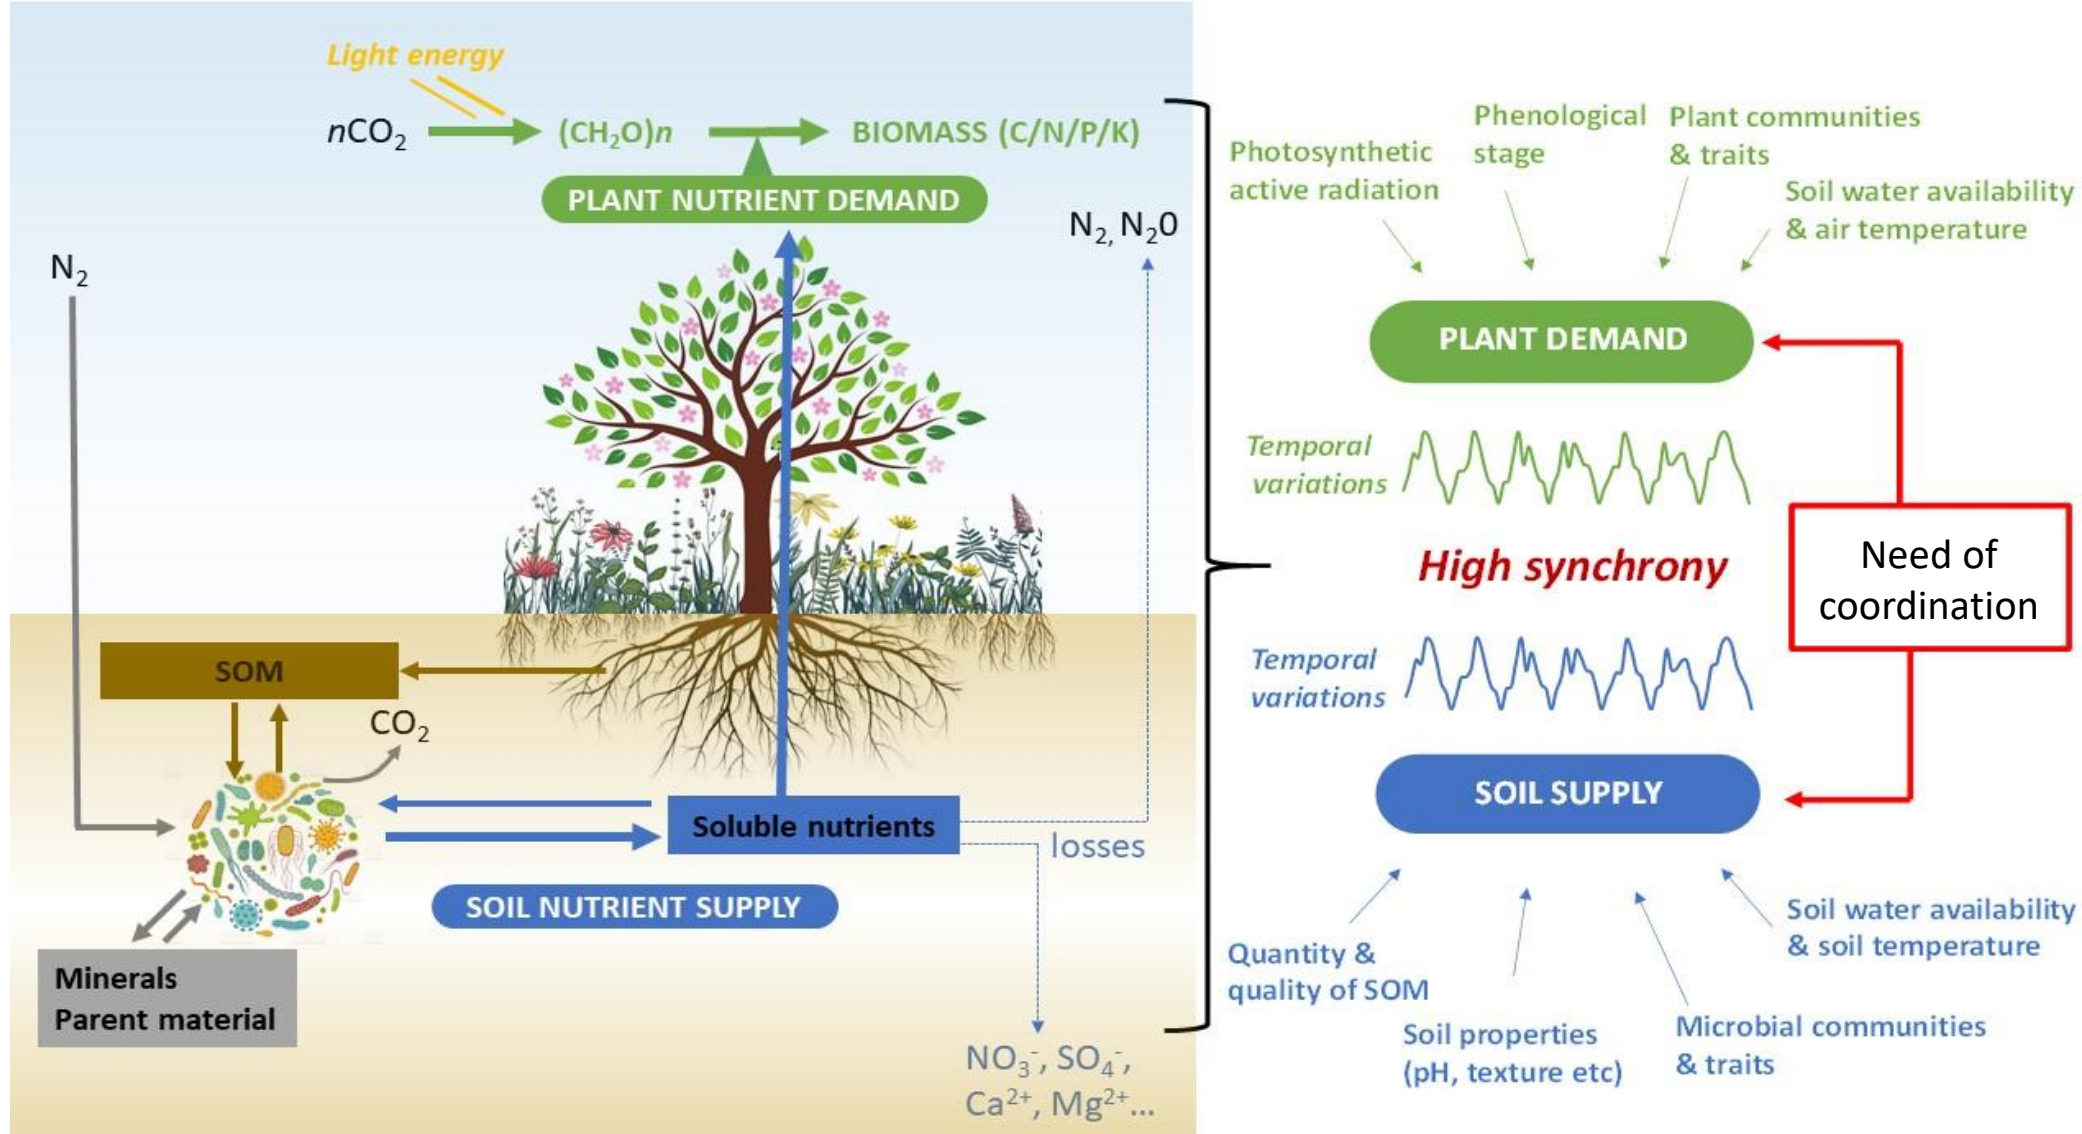 Light energy
nCO₂
(CH₂O)n
BIOMASS (C/N/P/K)
PLANT NUTRIENT DEMAND
N₂, N₂0
N₂
SOM
CO₂
Soluble nutrients
losses
SOIL NUTRIENT SUPPLY
Minerals
Parent material
NO₃⁻, SO₄⁻,
Ca²⁺, Mg²⁺...
Photosynthetic
active radiation
Phenological
stage
Plant communities
& traits
Soil water availability
& air temperature
PLANT DEMAND
Temporal
variations
High synchrony
Need of
coordination
Temporal
variations
SOIL SUPPLY
Quantity &
quality of SOM
Soil properties
(pH, texture etc)
Microbial communities
& traits
Soil water availability
& soil temperature